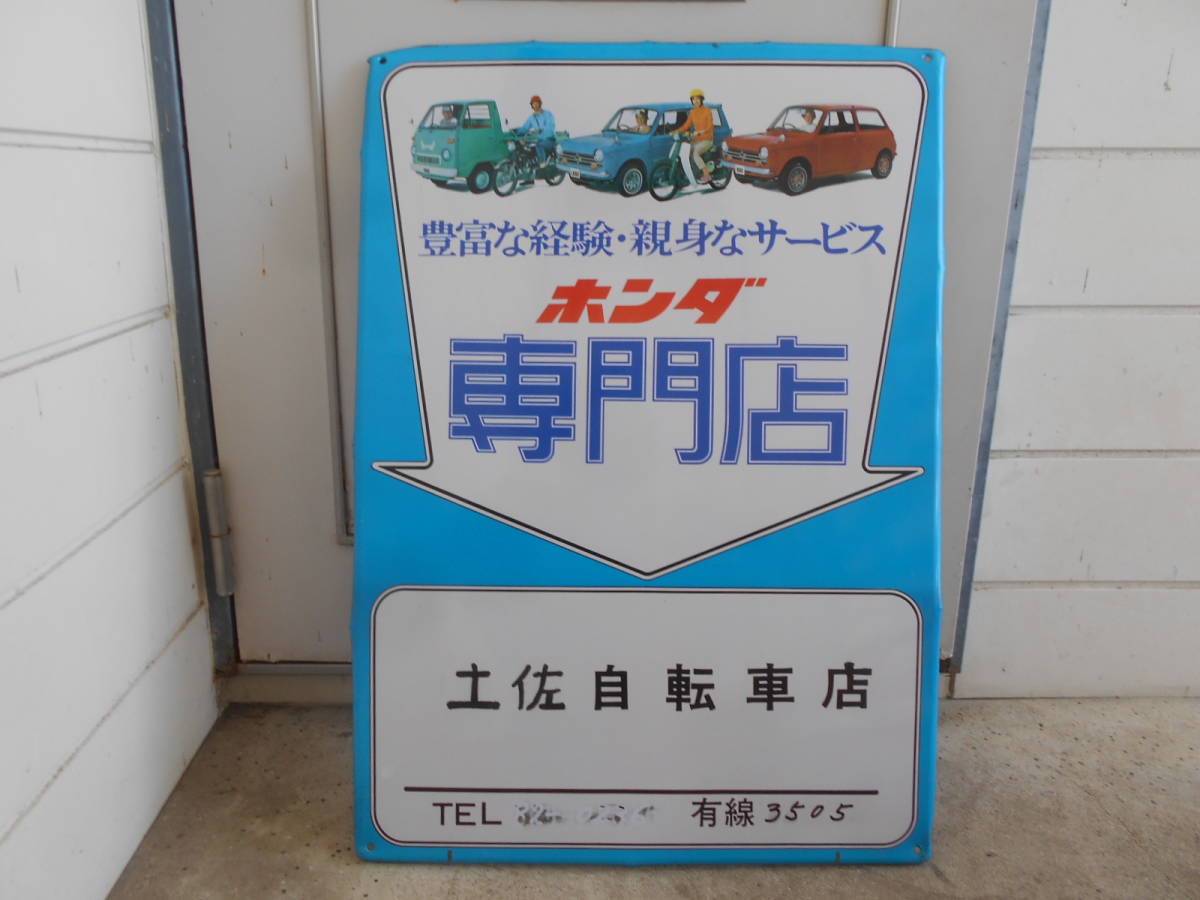 豊富な経験・親身なサービス
ホンダ
専門店
土佐自転車店
TEL 有線3505